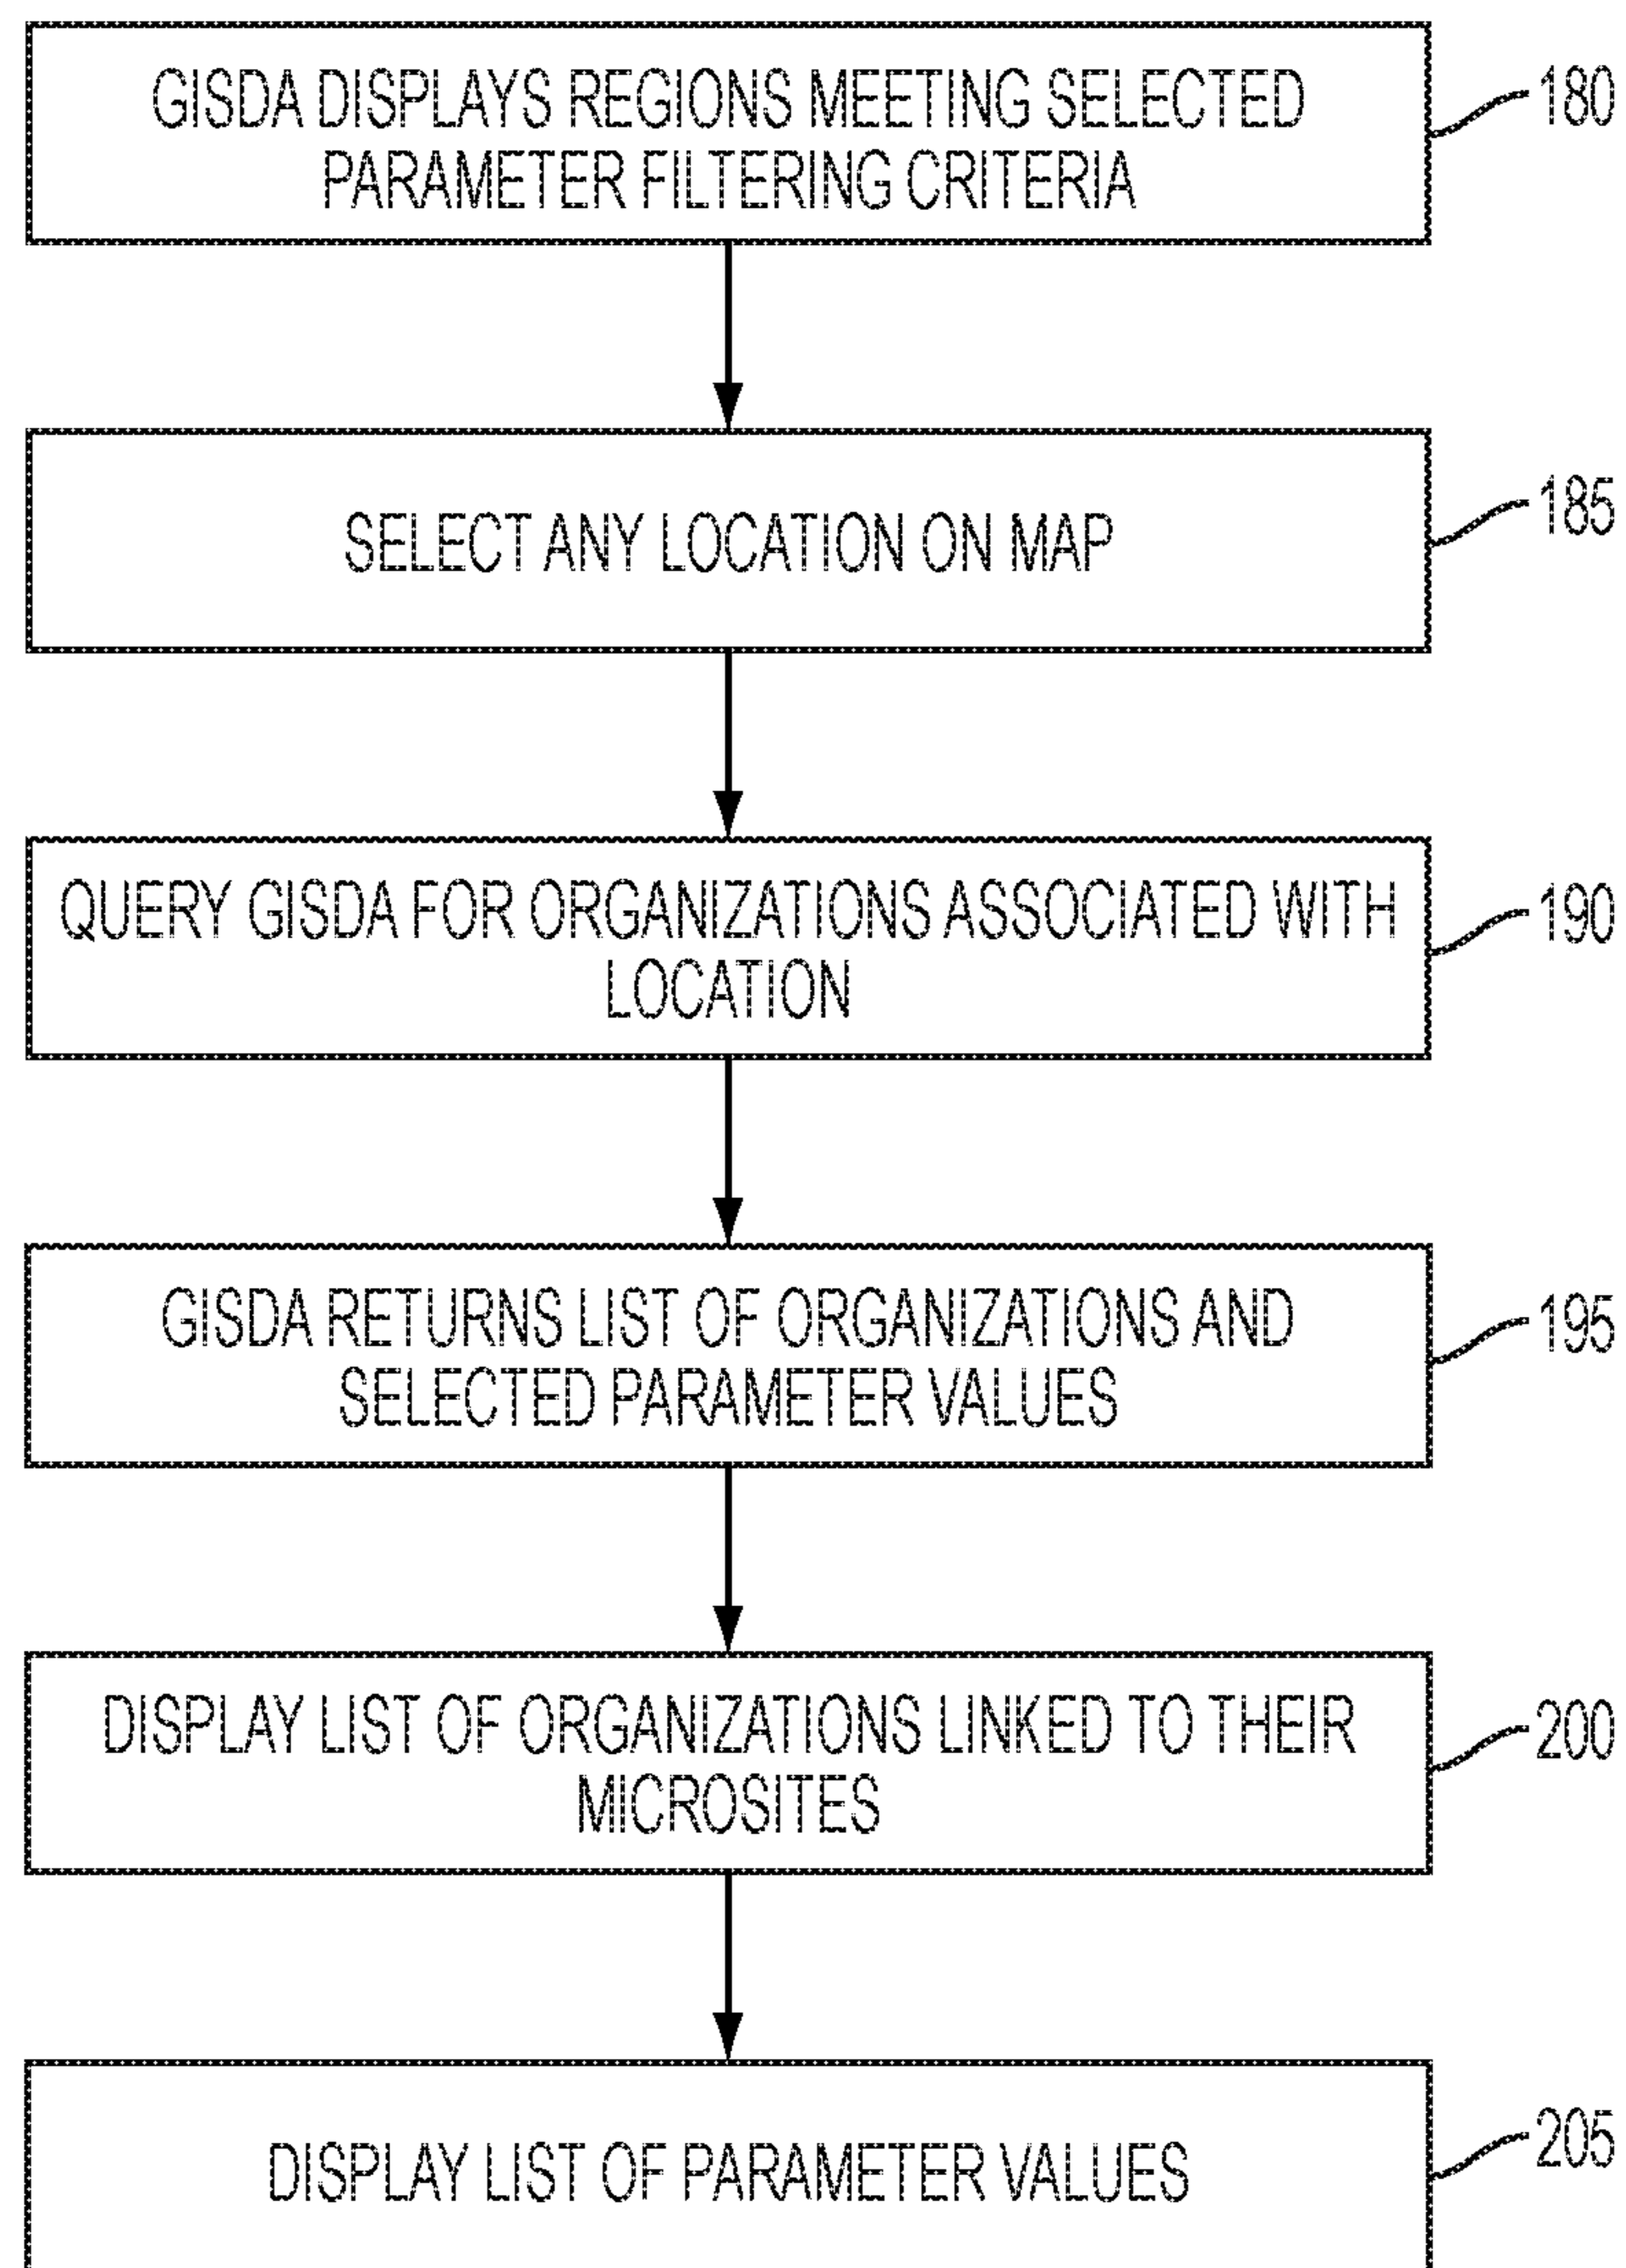 GISDA DISPLAYS REGIONS MEETING SELECTED
PARAMETER FILTERING CRITERIA
180
SELECT ANY LOCATION ON MAP
185
QUERY GISDA FOR ORGANIZATIONS ASSOCIATED WITH
LOCATION
190
GISDA RETURNS LIST OF ORGANIZATIONS AND
SELECTED PARAMETER VALUES
195
DISPLAY LIST OF ORGANIZATIONS LINKED TO THEIR
MICROSITES
200
DISPLAY LIST OF PARAMETER VALUES
205